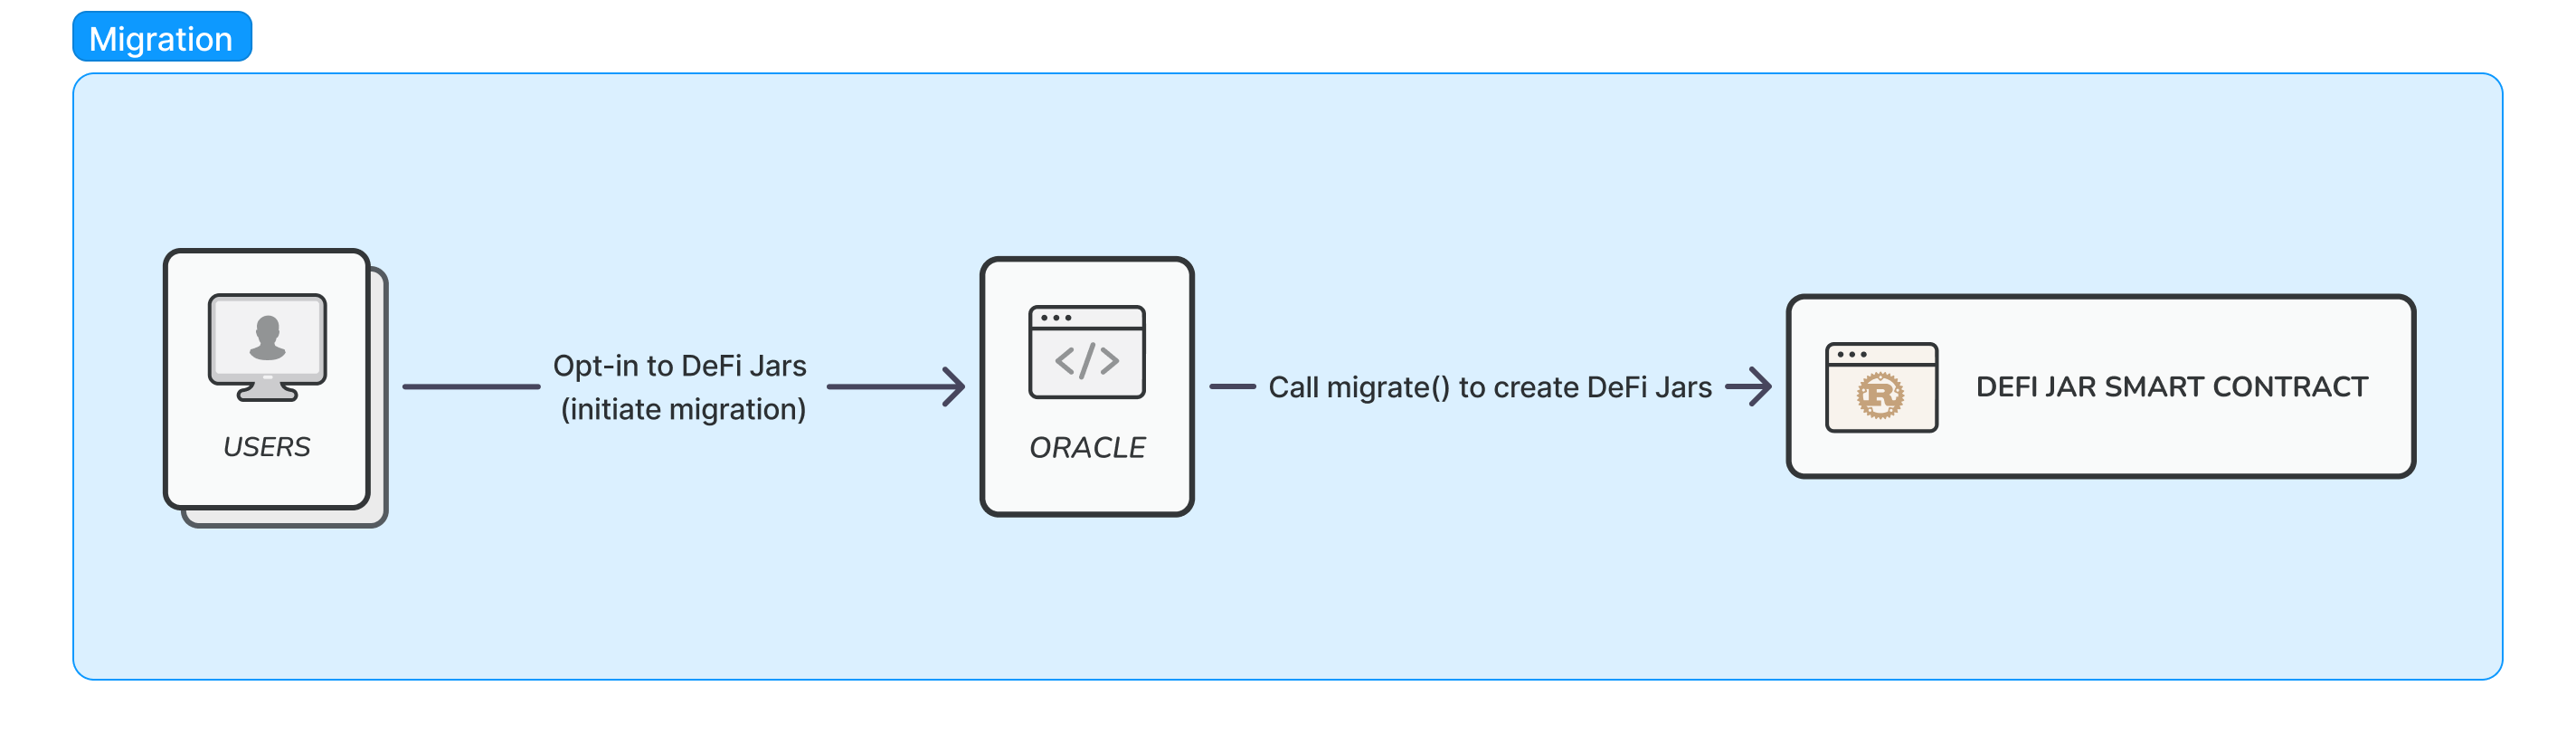 Migration
Opt-in to DeFi Jars
(initiate migration)
USERS
</>
ORACLE
Call migrate() to create DeFi Jars
R
DEFI JAR SMART CONTRACT